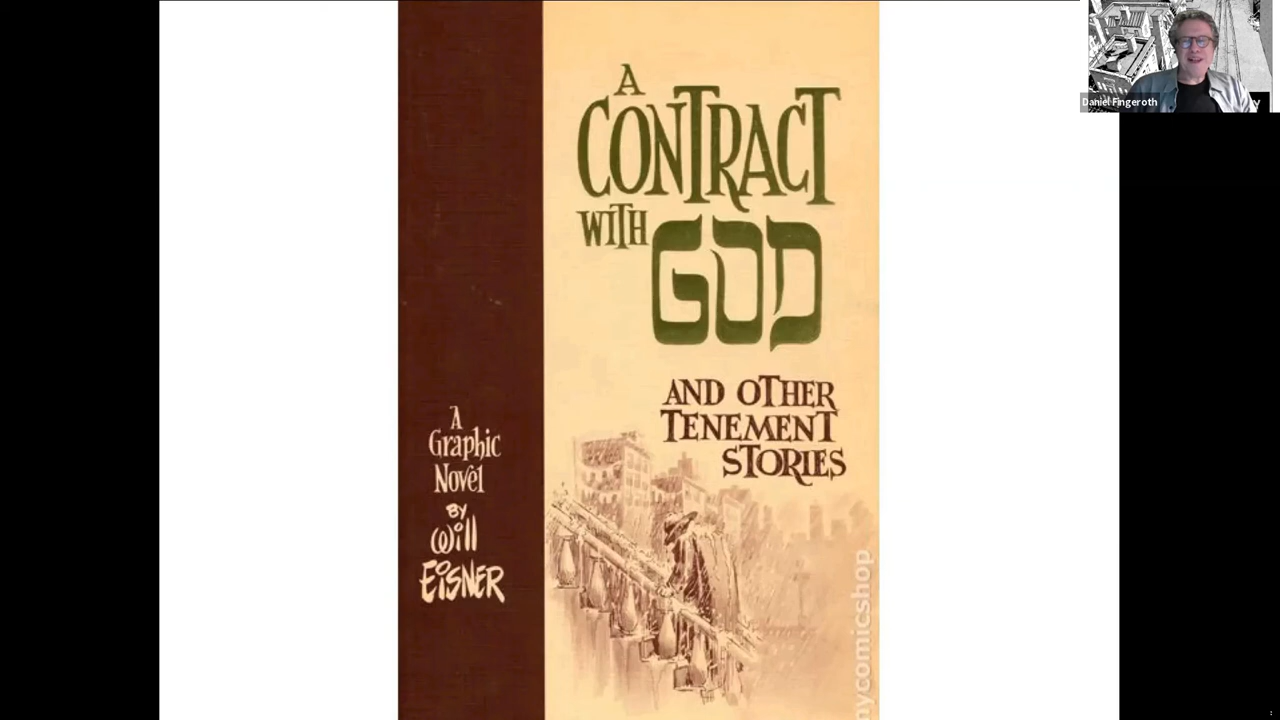 A
CONTRACT
WITH GOD
AND OTHER
TENEMENT
STORIES
A
Graphic
Novel
BY
Will
EISNER
mycomicshop
Daniel Fingeroth